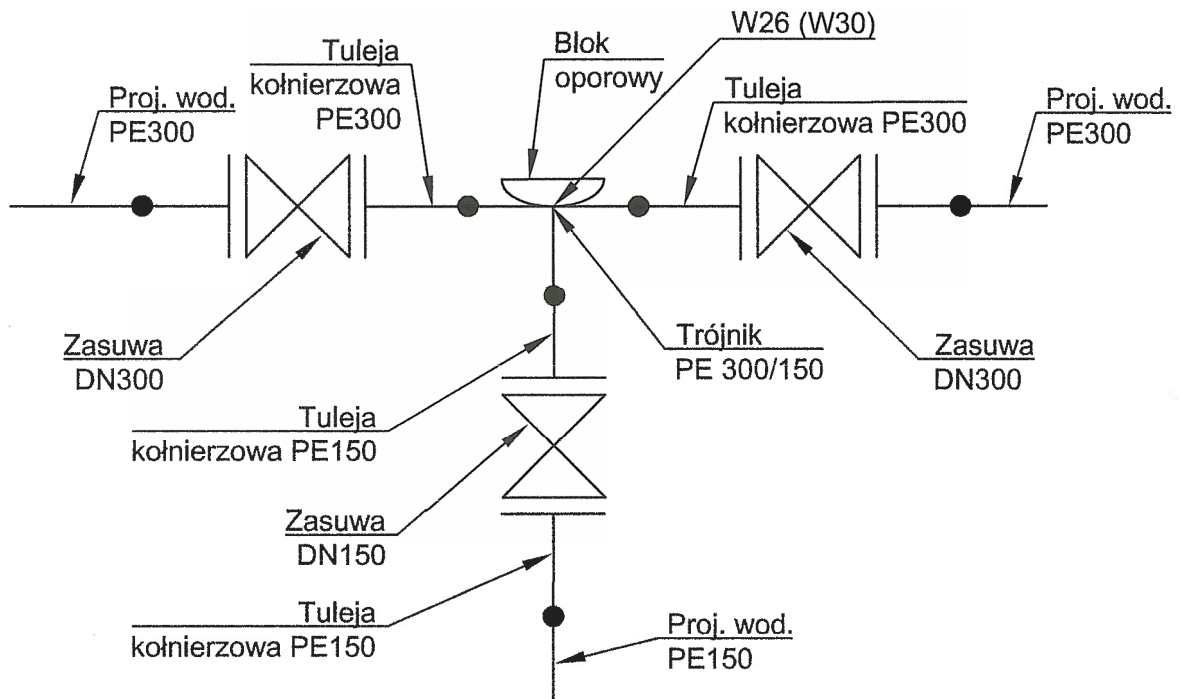 W26 (W30)
Blok
oporowy
Tuleja
kołnierzowa
PE300
Proj. wod.
PE300
Tuleja
kołnierzowa PE300
Proj. wod.
PE300
Zasuwa
DN300
Trójnik
PE 300/150
Zasuwa
DN300
Tuleja
kołnierzowa PE150
Zasuwa
DN150
Tuleja
kołnierzowa PE150
Proj. wod.
PE150